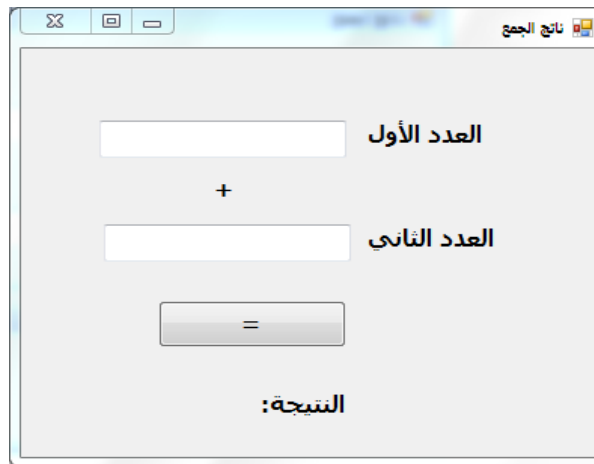 ناتج الجمع
العدد الأول
+
العدد الثاني
=
النتيجة: